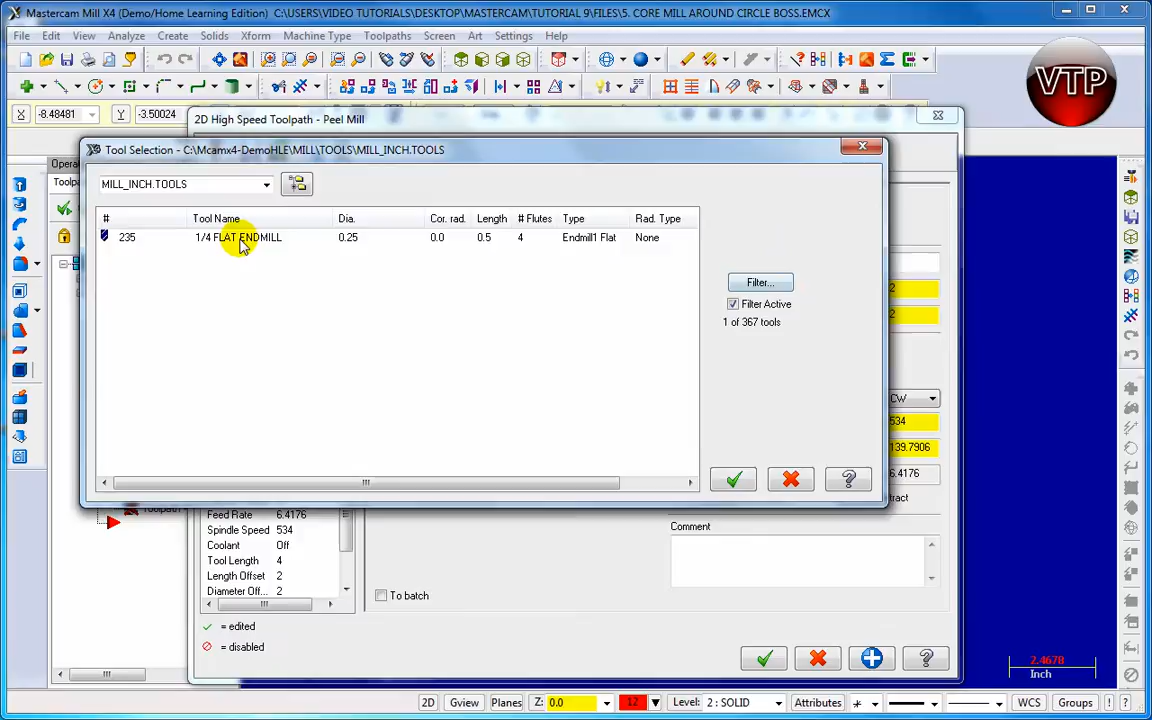 Mastercam Mill X4 (Demo/Home Learning Edition) C:\USERS\VIDEO TUTORIALS\DESKTOP\MASTERCAM\TUTORIAL 9\FILES\5. CORE MILL AROUND CIRCLE BOSS.EMCX
File Edit View Analyze Create Solids Xform Machine Type Toolpaths Screen Art Settings Help
VTP
X -8.48481 Y -3.50024
2D High Speed Toolpath - Peel Mill
Tool Selection - C:\Mcamx4-DemoHLE\MILL\TOOLS\MILL_INCH.TOOLS
MILL_INCH.TOOLS
# Tool Name Dia. Cor. rad. Length # Flutes Type Rad. Type
235 1/4 FLAT ENDMILL 0.25 0.0 0.5 4 Endmill1 Flat None
Filter...
Filter Active
1 of 367 tools
2
2
CW
534
139.7906
6.4176
Feed Rate 6.4176
Spindle Speed 534
Coolant Off
Tool Length 4
Length Offset 2
Diameter Off... 2
Comment
To batch
= edited
= disabled
2.4678
Inch
2D Gview Planes Z: 0.0 12 Level: 2 : SOLID Attributes WCS Groups ! ?